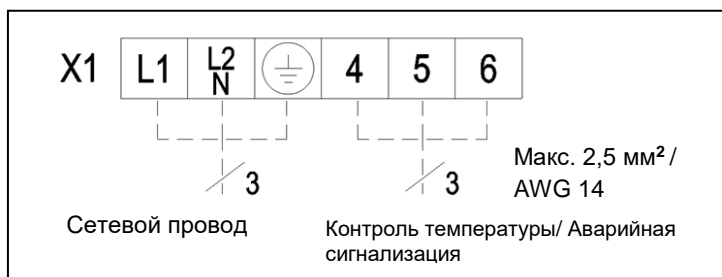 X1 L1 L2 N 4 5 6
3 3
Макс. 2,5 мм² /
AWG 14
Сетевой провод
Контроль температуры/ Аварийная
сигнализация